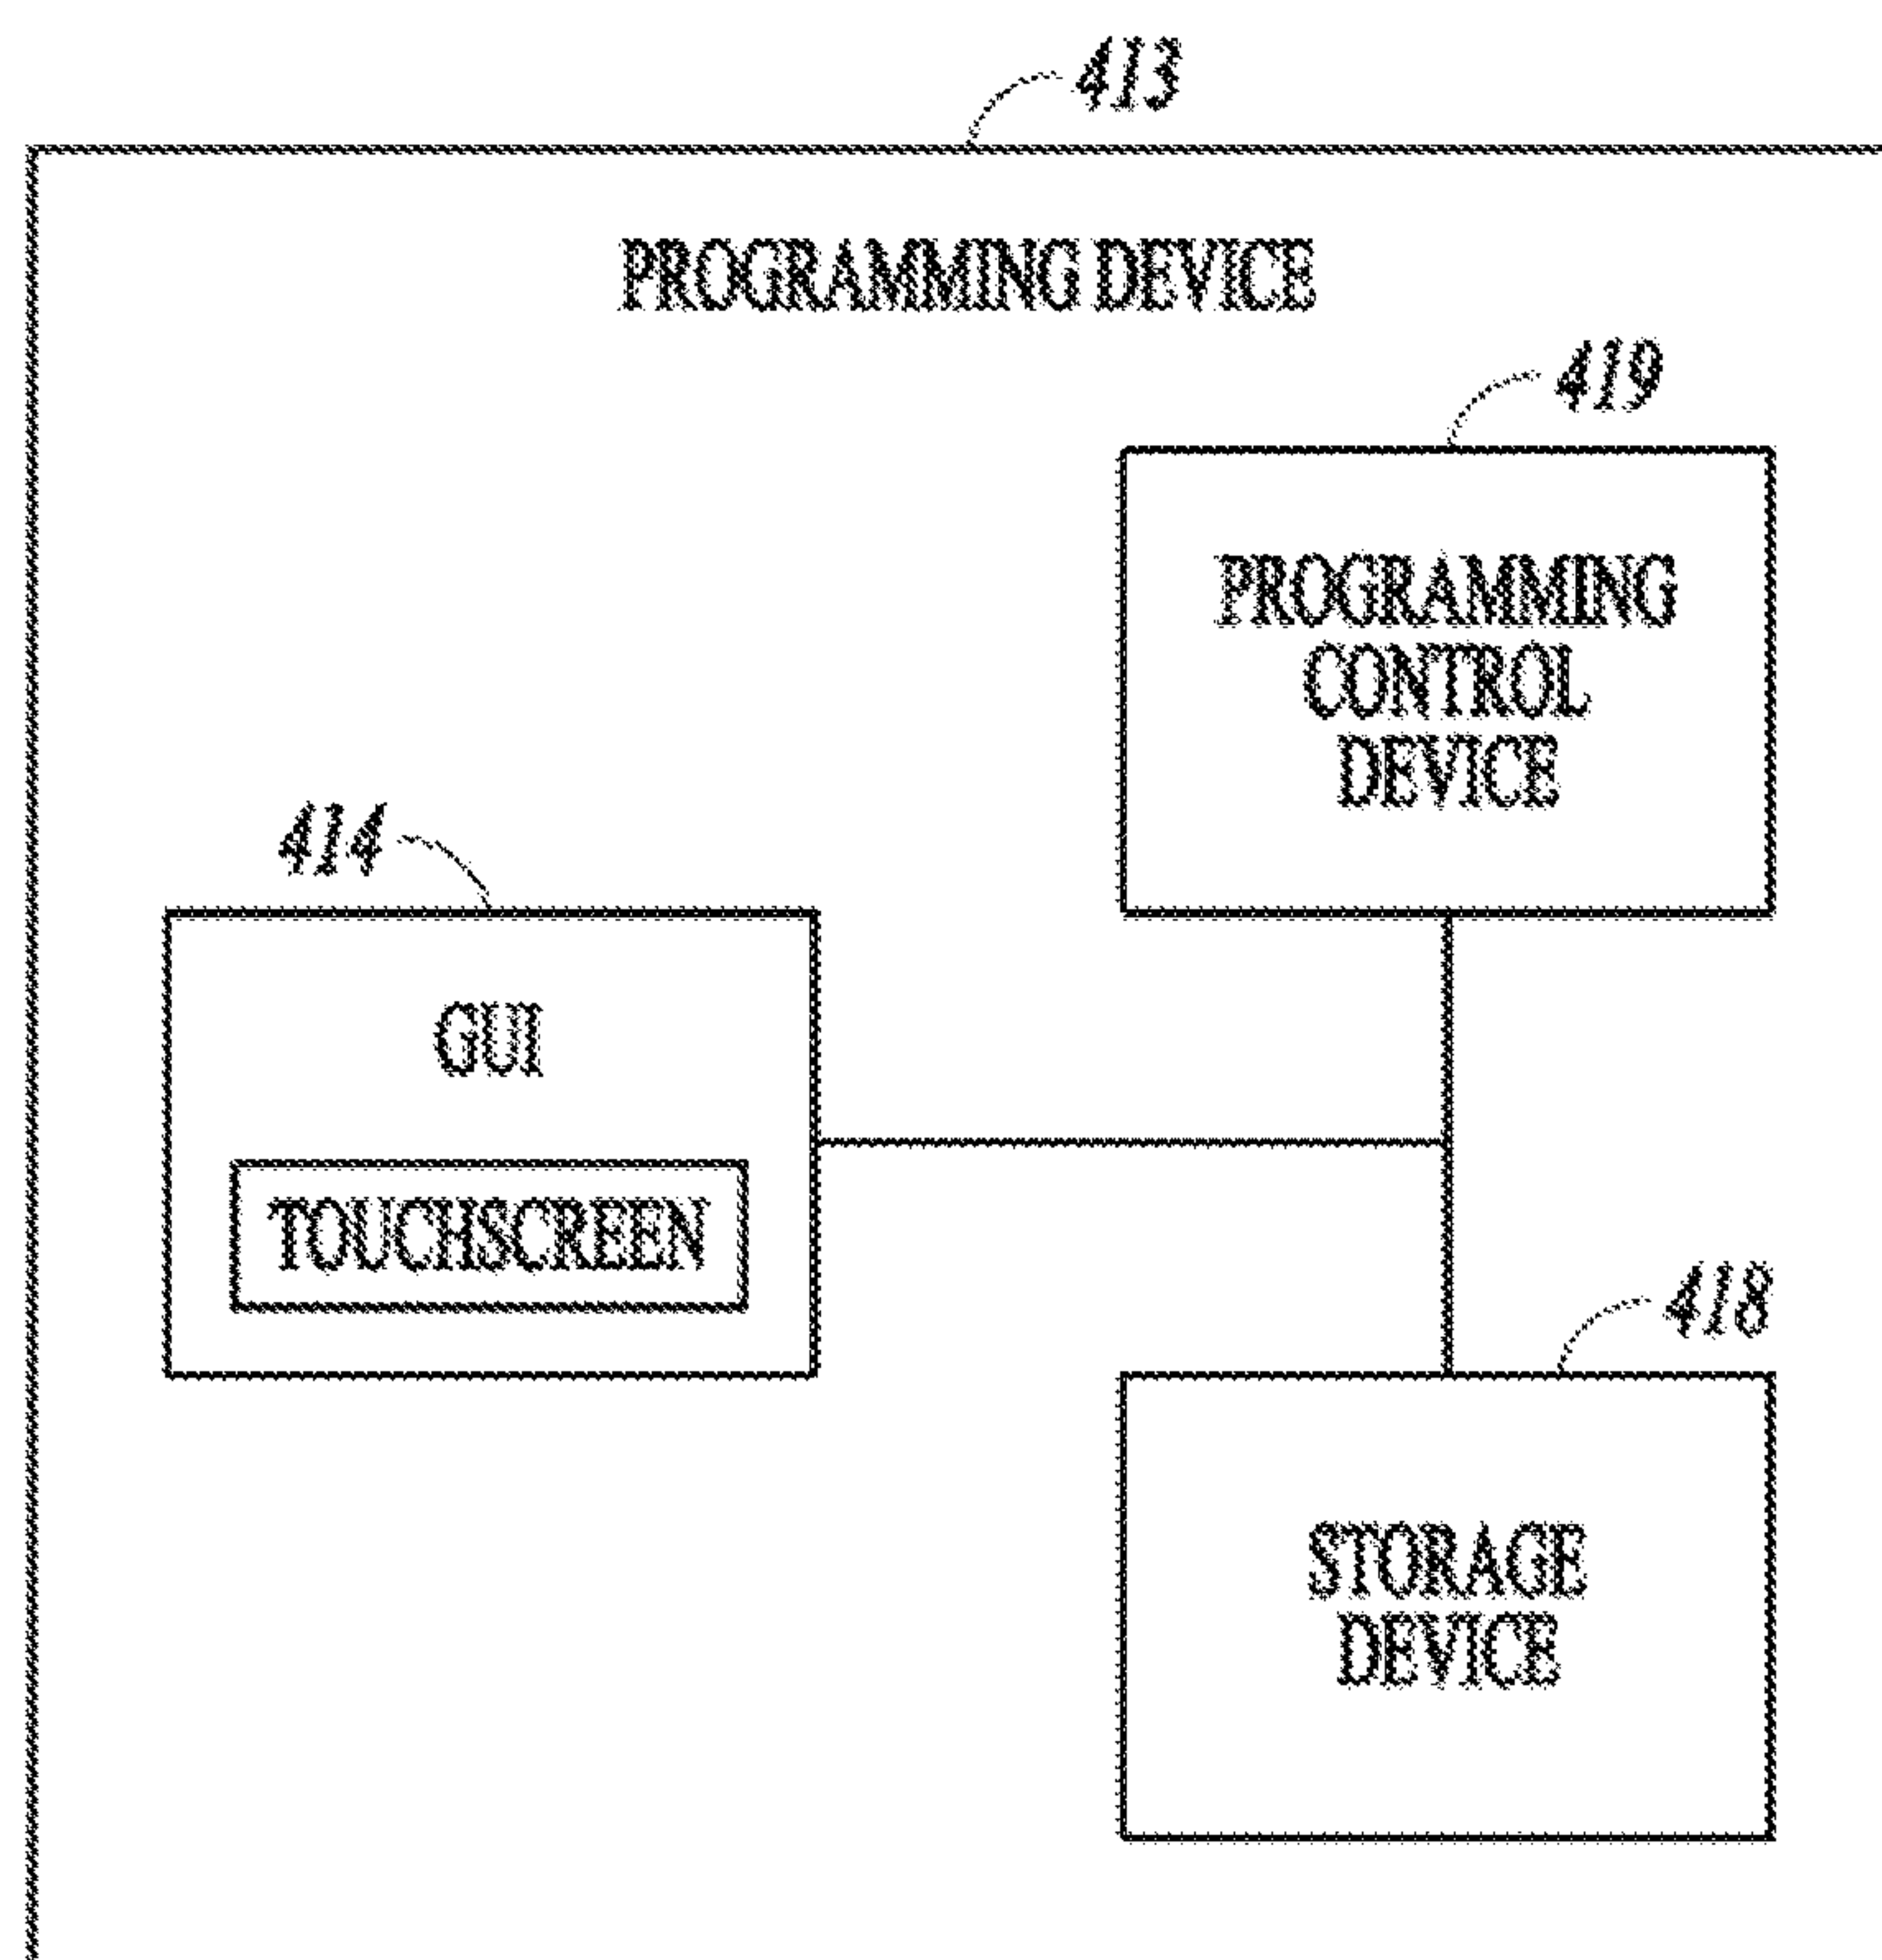 413
PROGRAMMING DEVICE
419
PROGRAMMING
CONTROL
DEVICE
414
GUI
TOUCHSCREEN
418
STORAGE
DEVICE